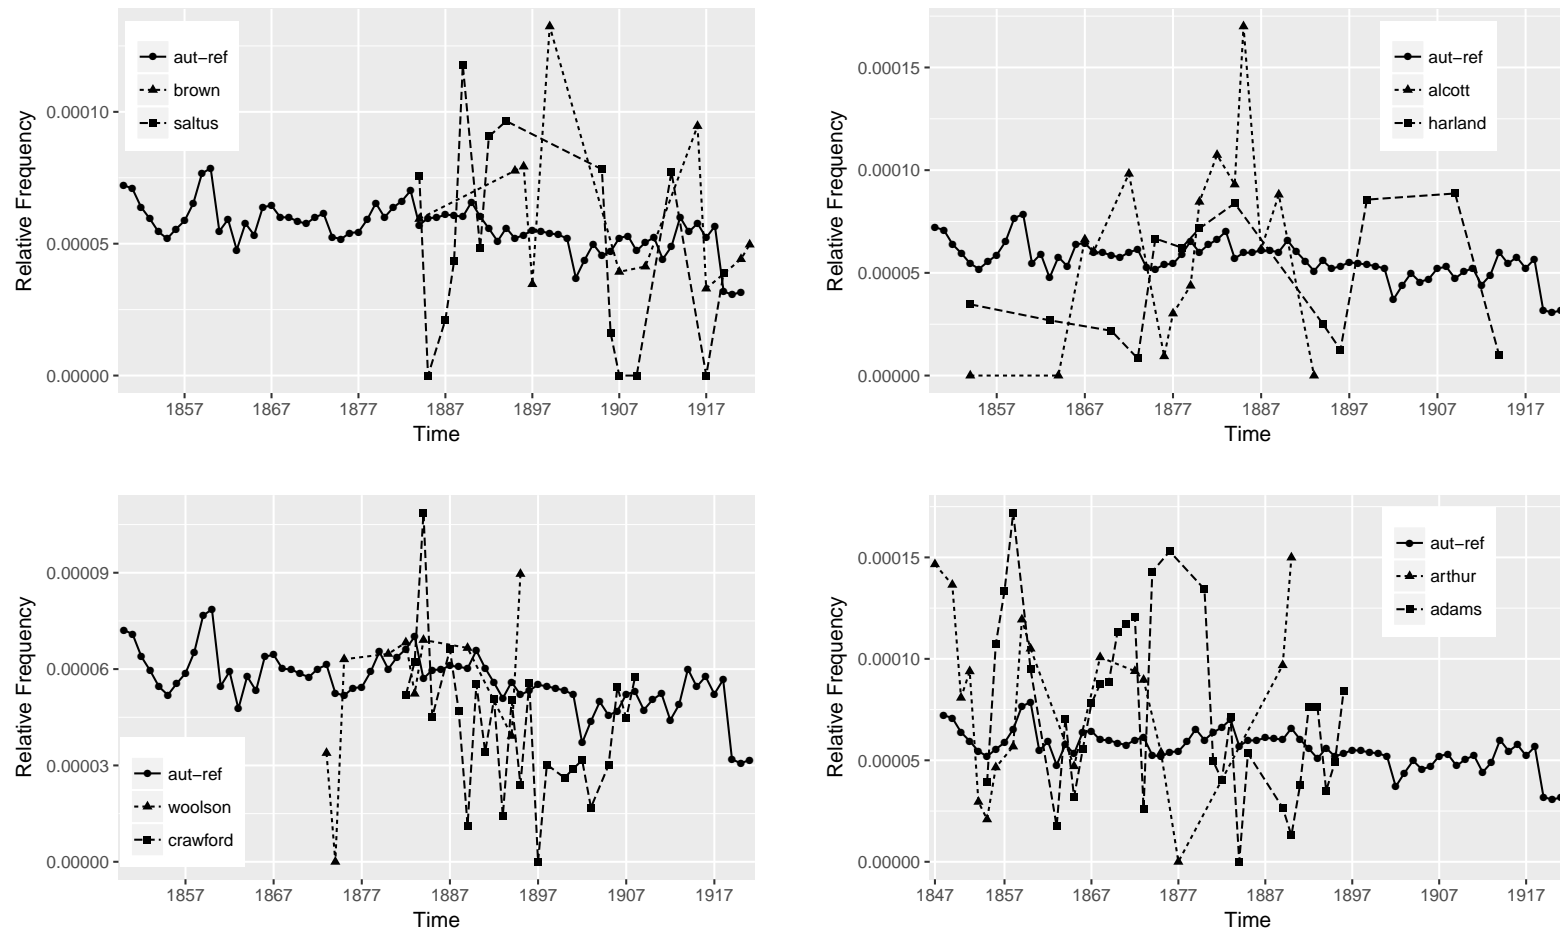 aut−ref
brown
saltus
0.00010
0.00005
0.00000
Relative Frequency
1857 1867 1877 1887 1897 1907 1917
Time
aut−ref
alcott
harland
0.00015
0.00010
0.00005
0.00000
Relative Frequency
1857 1867 1877 1887 1897 1907 1917
Time
aut−ref
woolson
crawford
0.00009
0.00006
0.00003
0.00000
Relative Frequency
1857 1867 1877 1887 1897 1907 1917
Time
aut−ref
arthur
adams
0.00015
0.00010
0.00005
0.00000
Relative Frequency
1847 1857 1867 1877 1887 1897 1907 1917
Time